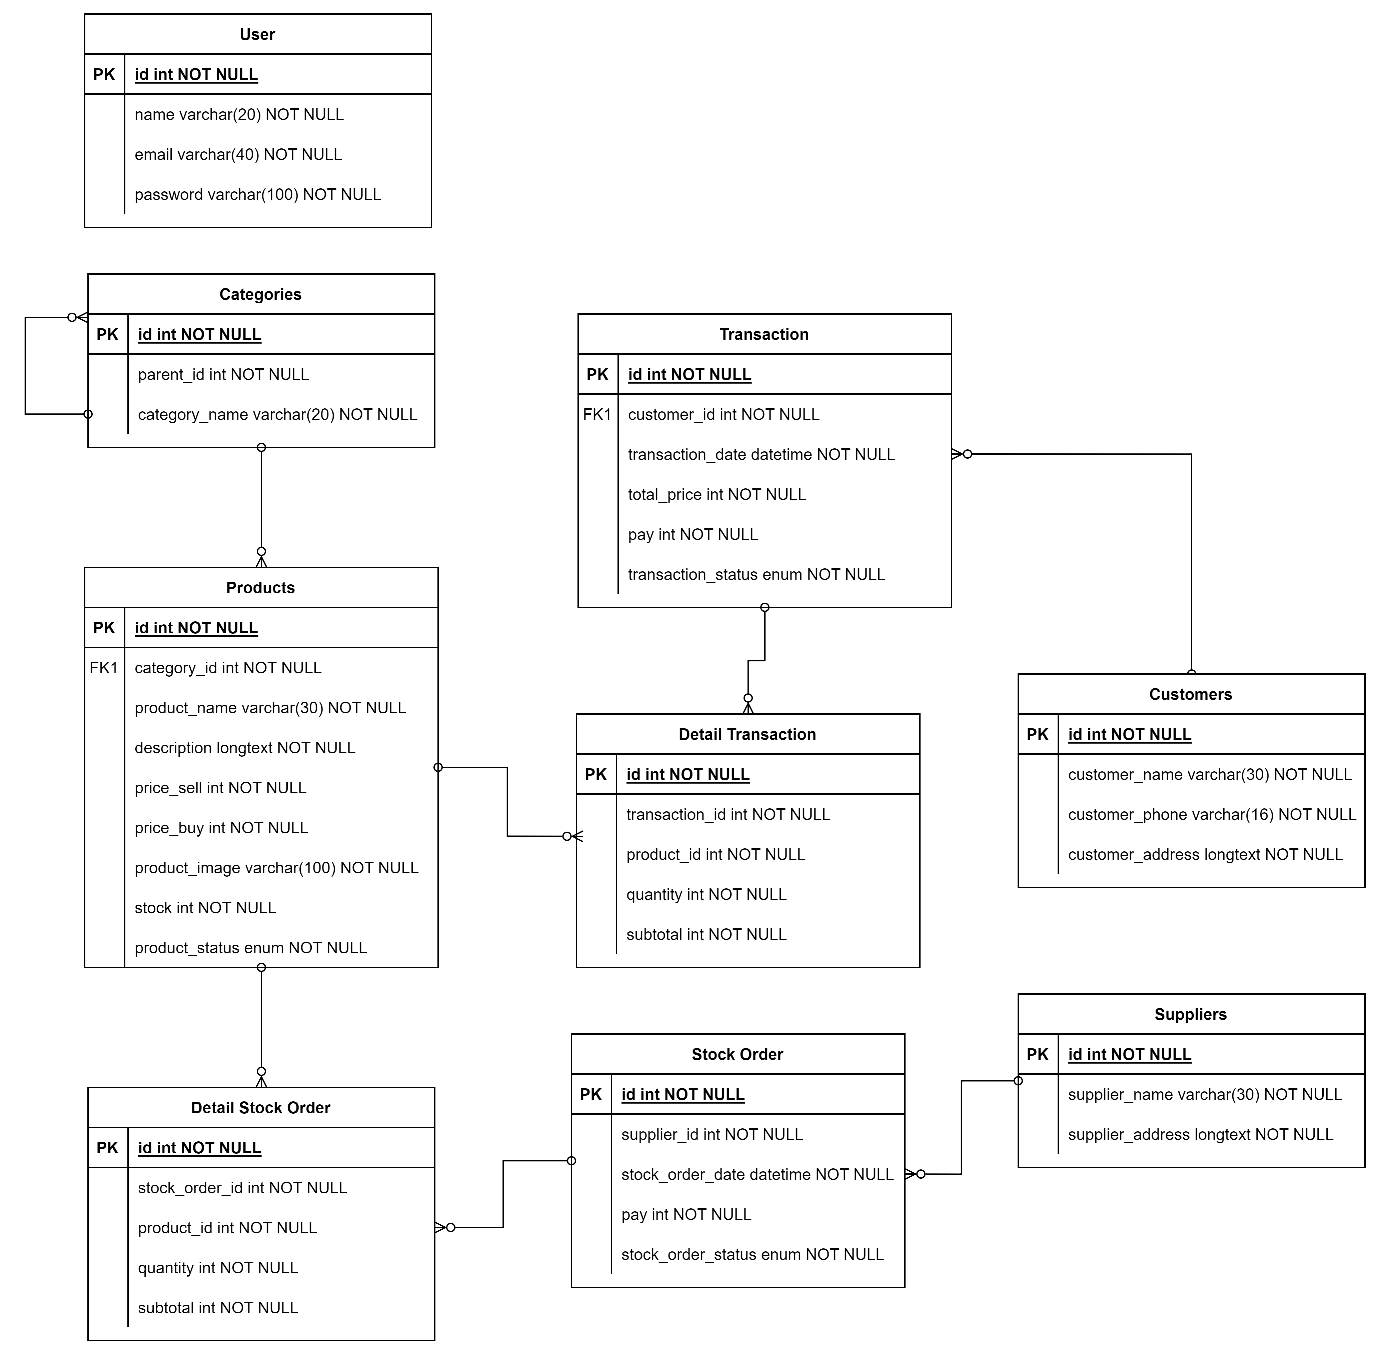 User
PK id int NOT NULL
name varchar(20) NOT NULL
email varchar(40) NOT NULL
password varchar(100) NOT NULL
Categories
PK id int NOT NULL
parent_id int NOT NULL
category_name varchar(20) NOT NULL
Transaction
PK id int NOT NULL
FK1 customer_id int NOT NULL
transaction_date datetime NOT NULL
total_price int NOT NULL
pay int NOT NULL
transaction_status enum NOT NULL
Products
PK id int NOT NULL
FK1 category_id int NOT NULL
product_name varchar(30) NOT NULL
description longtext NOT NULL
price_sell int NOT NULL
price_buy int NOT NULL
product_image varchar(100) NOT NULL
stock int NOT NULL
product_status enum NOT NULL
Detail Transaction
PK id int NOT NULL
transaction_id int NOT NULL
product_id int NOT NULL
quantity int NOT NULL
subtotal int NOT NULL
Customers
PK id int NOT NULL
customer_name varchar(30) NOT NULL
customer_phone varchar(16) NOT NULL
customer_address longtext NOT NULL
Detail Stock Order
PK id int NOT NULL
stock_order_id int NOT NULL
product_id int NOT NULL
quantity int NOT NULL
subtotal int NOT NULL
Stock Order
PK id int NOT NULL
supplier_id int NOT NULL
stock_order_date datetime NOT NULL
pay int NOT NULL
stock_order_status enum NOT NULL
Suppliers
PK id int NOT NULL
supplier_name varchar(30) NOT NULL
supplier_address longtext NOT NULL